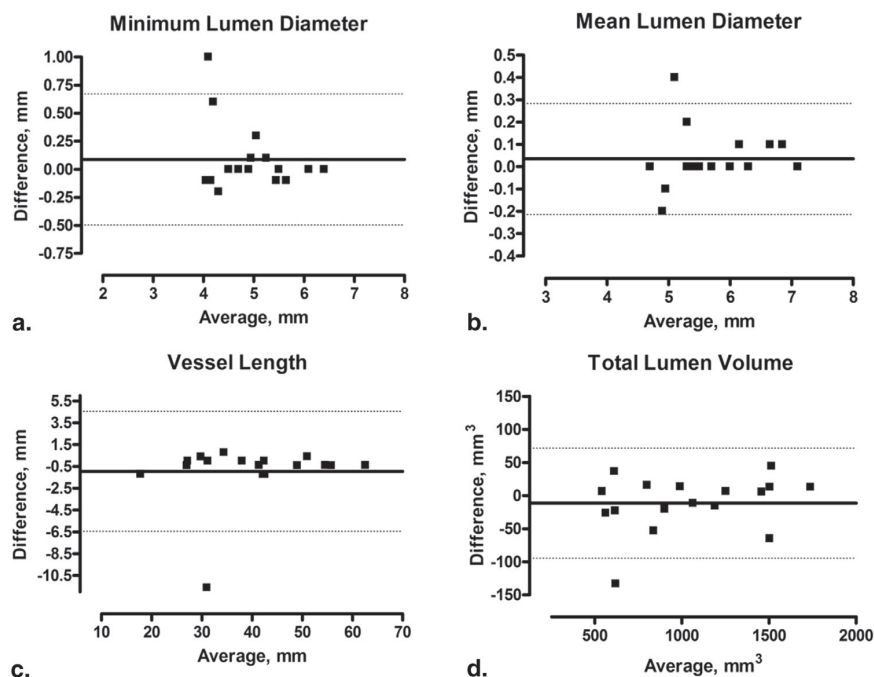 Minimum Lumen Diameter
1.00
0.75
0.50
0.25
0.00
-0.25
-0.50
-0.75
Difference, mm
2 3 4 5 6 7 8
Average, mm
a.
Mean Lumen Diameter
0.5
0.4
0.3
0.2
0.1
0.0
-0.1
-0.2
-0.3
-0.4
Difference, mm
3 4 5 6 7 8
Average, mm
b.
Vessel Length
5.5
3.5
1.5
-0.5
-2.5
-4.5
-6.5
-8.5
-10.5
Difference, mm
10 20 30 40 50 60 70
Average, mm
c.
Total Lumen Volume
150
100
50
0
-50
-100
-150
Difference, mm³
500 1000 1500 2000
Average, mm³
d.